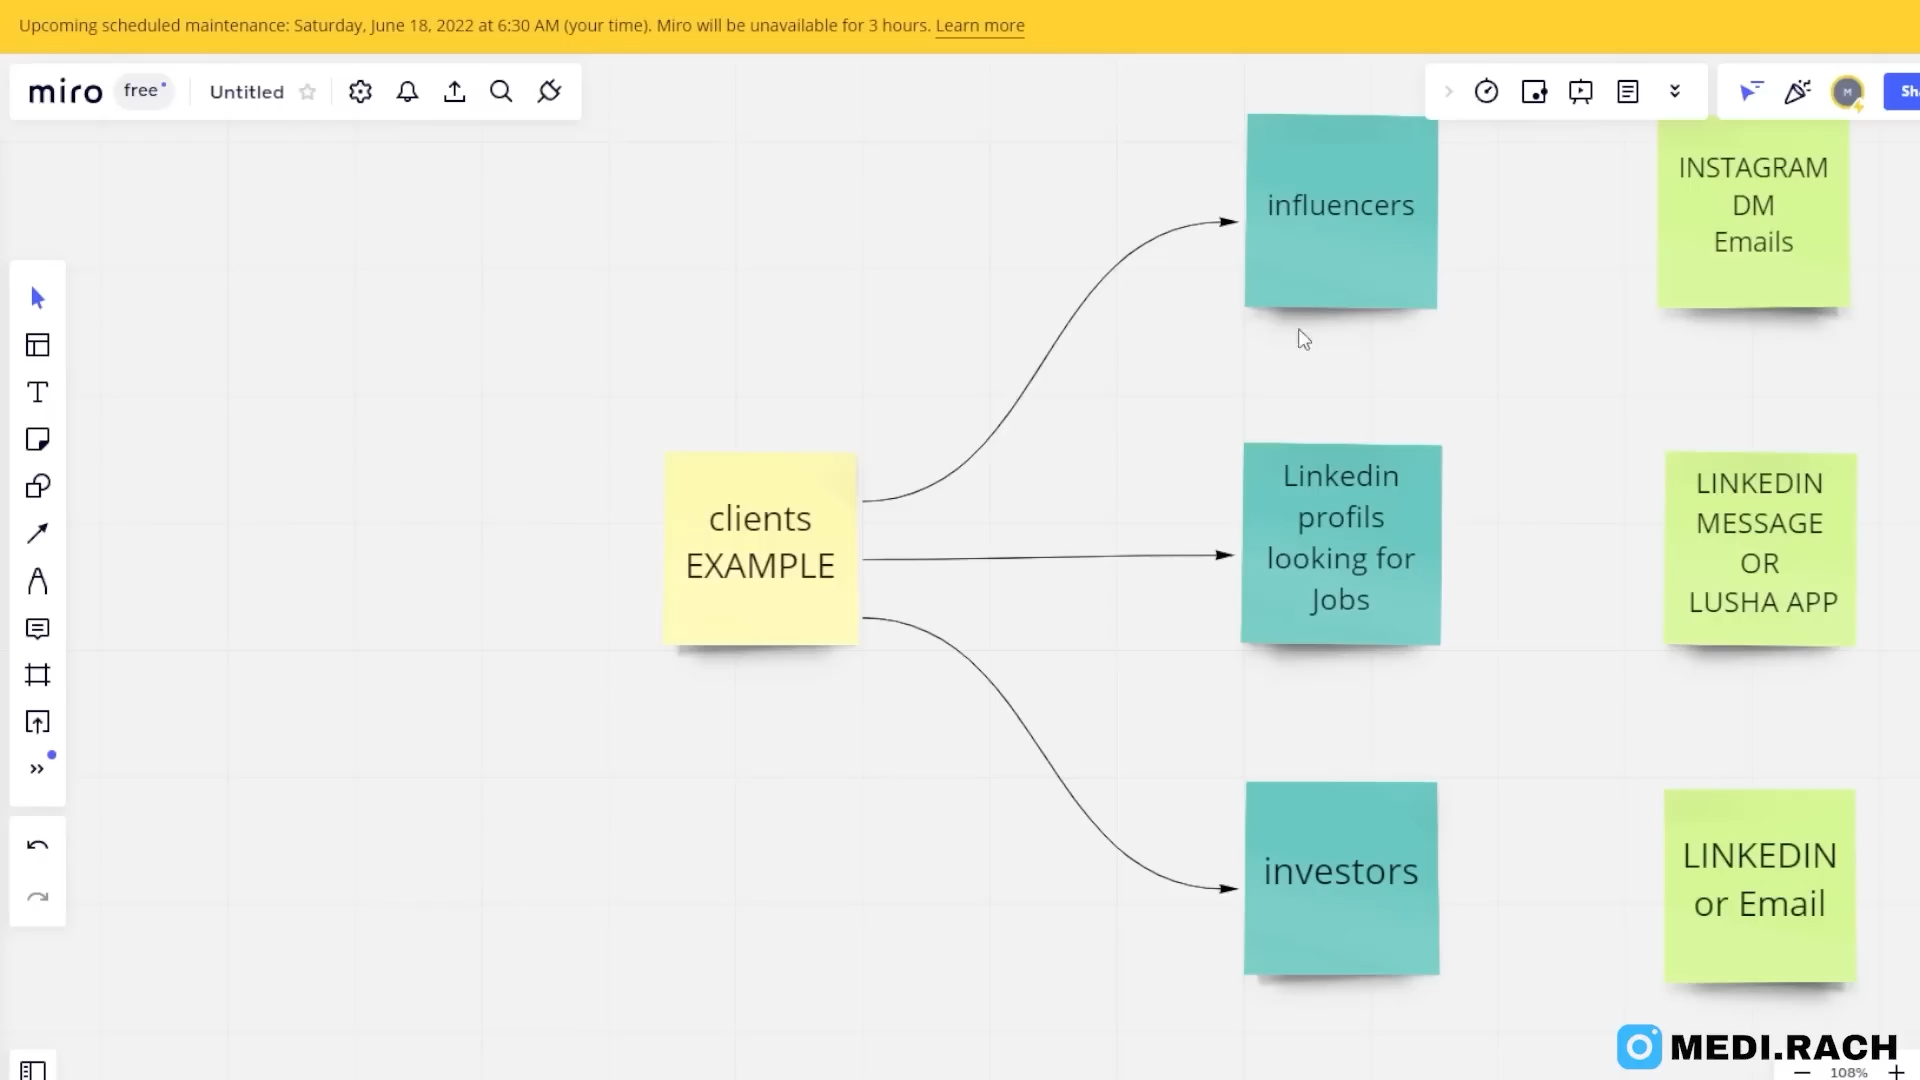 Upcoming scheduled maintenance: Saturday, June 18, 2022 at 6:30 AM (your time). Miro will be unavailable for 3 hours. Learn more
miro free Untitled
M
Sh
influencers
INSTAGRAM
DM
Emails
clients
EXAMPLE
Linkedin
profils
looking for
Jobs
LINKEDIN
MESSAGE
OR
LUSHA APP
investors
LINKEDIN
or Email
MEDI.RACH
108%